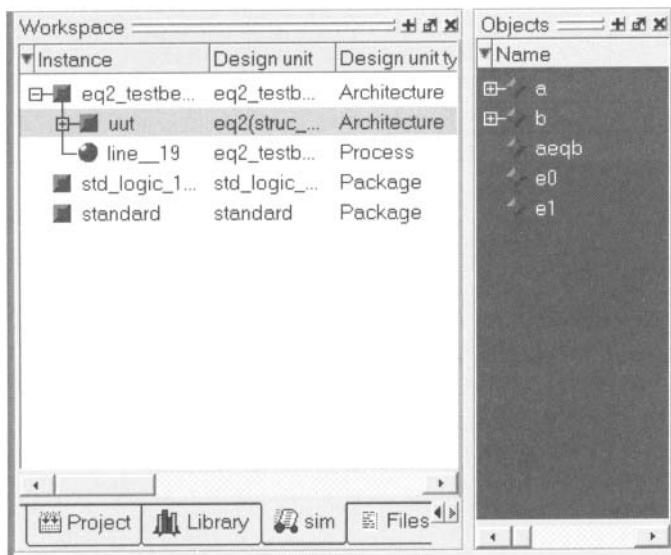 Workspace
Instance Design unit Design unit ty
eq2_testbe... eq2_testb... Architecture
uut eq2(struc_... Architecture
line__19 eq2_testb... Process
std_logic_1... std_logic_... Package
standard standard Package
Project Library sim Files
Objects
Name
a
b
aeqb
e0
e1